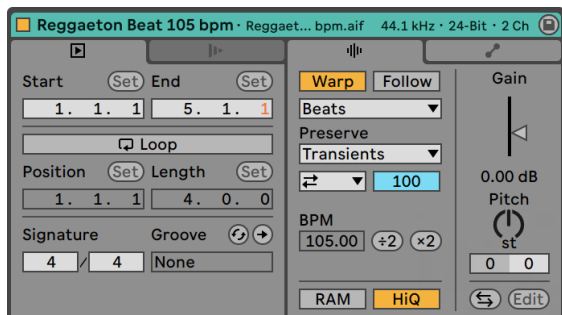 Reggaeton Beat 105 bpm · Reggaet... bpm.aif 44.1 kHz · 24-Bit · 2 Ch
Start Set End Set
1. 1. 1 5. 1. 1
Loop
Position Set Length Set
1. 1. 1 4. 0. 0
Signature Groove
4 / 4 None
Warp Follow
Beats
Preserve
Transients
100
BPM
105.00 ÷2 ×2
RAM HiQ
Gain
0.00 dB
Pitch
st
0 0
Edit